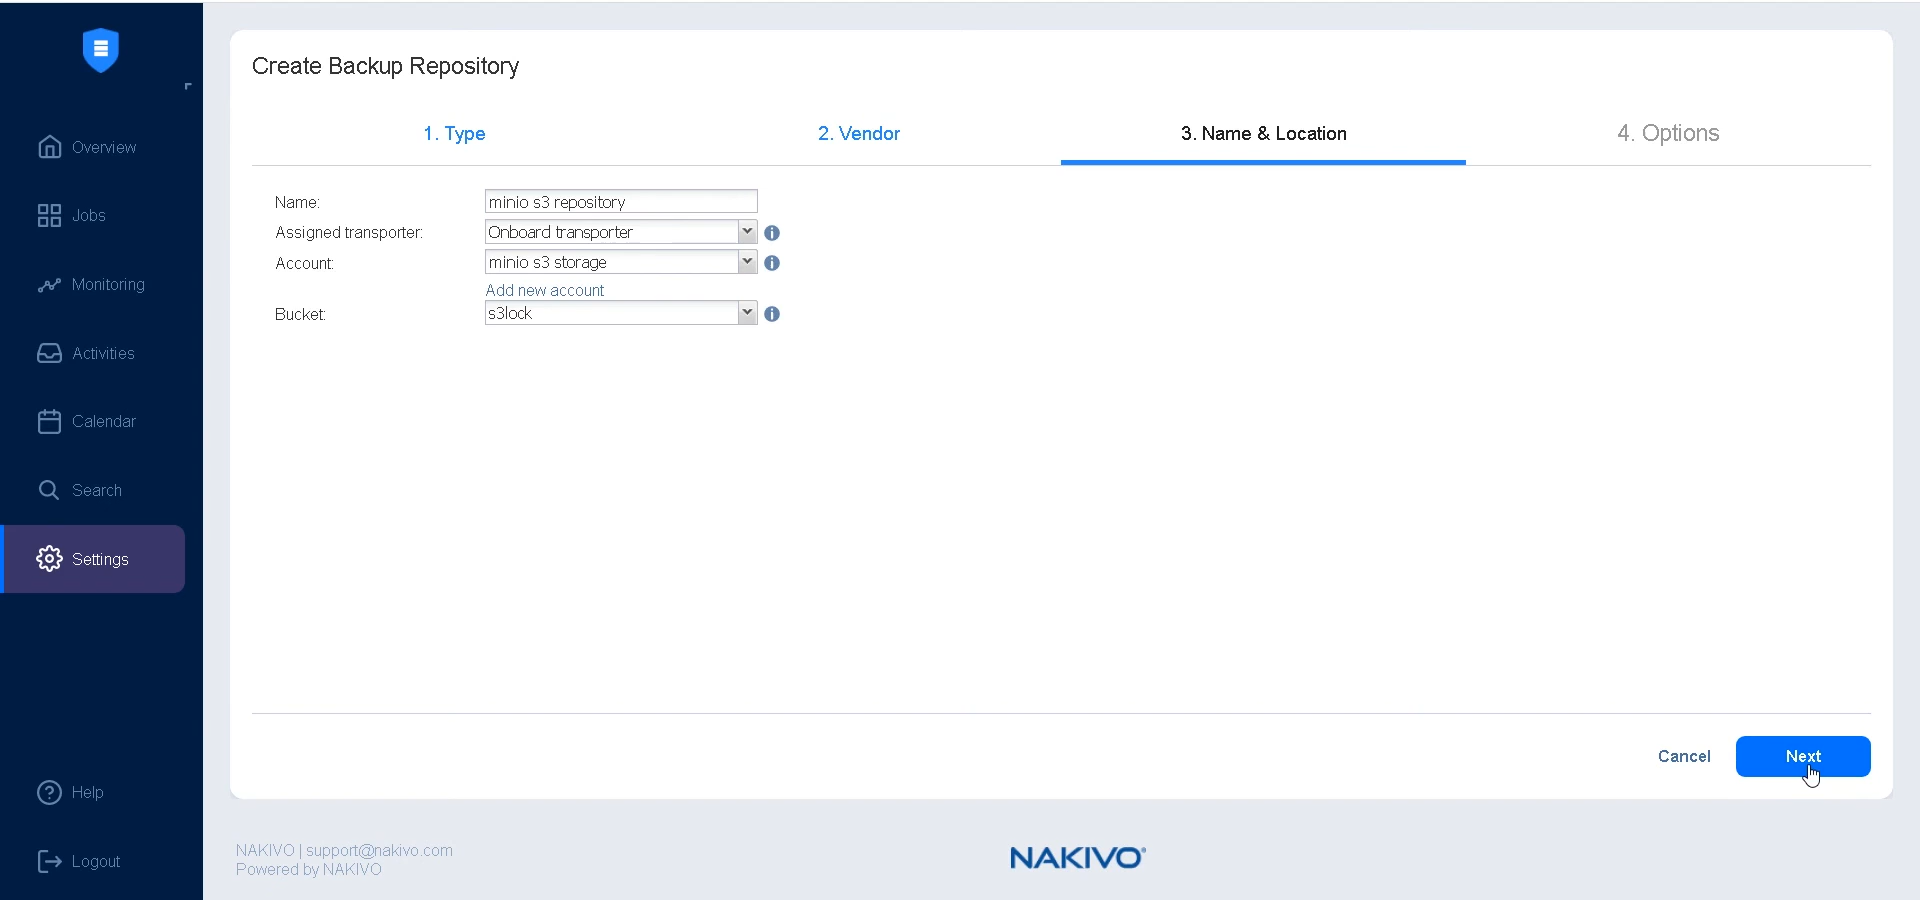 Create Backup Repository
1. Type
2. Vendor
3. Name & Location
4. Options
Overview
Jobs
Monitoring
Activities
Calendar
Search
Settings
Help
Logout
Name: minio s3 repository
Assigned transporter: Onboard transporter
Account: minio s3 storage
Add new account
Bucket: s3lock
Cancel
Next
NAKIVO | support@nakivo.com
Powered by NAKIVO
NAKIVO®